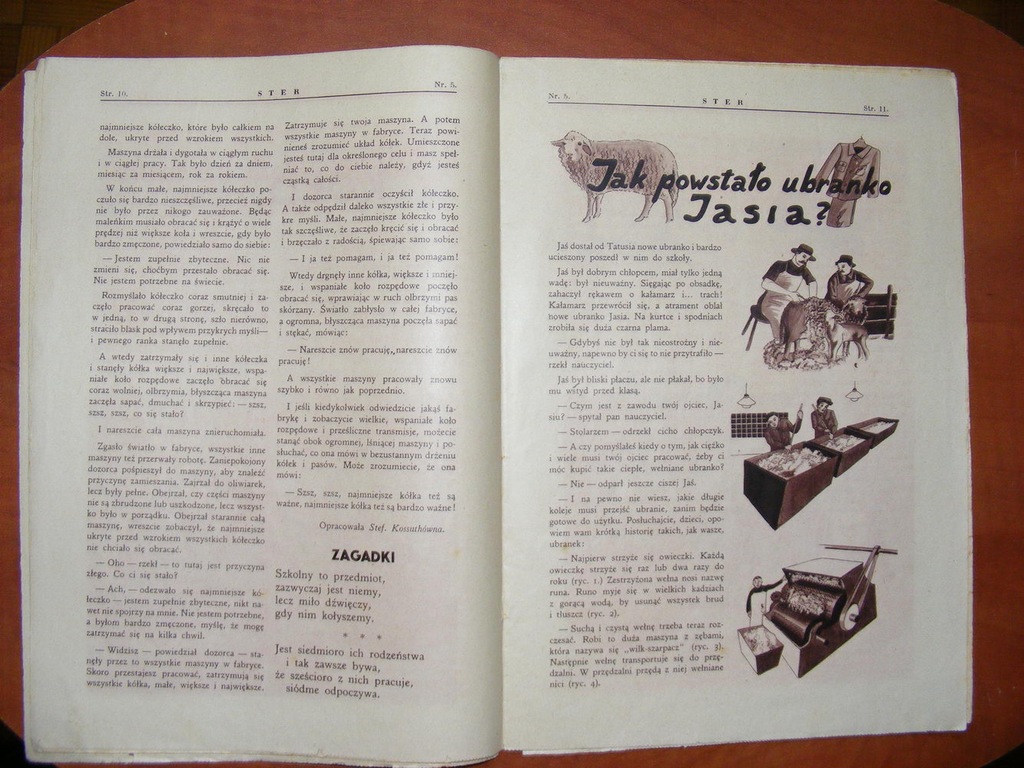 Str. 10.
STER
Nr. 5.
najmniejsze kółeczko, które było całkiem na
dole, ukryte przed wzrokiem wszystkich.
Maszyna drżała i dygotała w ciągłym ruchu
i w ciągłej pracy. Tak było dzień za dniem,
miesiąc za miesiącem, rok za rokiem.
W końcu małe, najmniejsze kółeczko po-
czuło się bardzo nieszczęśliwe, przecież nigdy
nie było przez nikogo zauważone. Będąc
maleńkim musiało obracać się i krążyć o wiele
prędzej niż większe koła i wreszcie, gdy było
bardzo zmęczone, powiedziało samo do siebie:
— Jestem zupełnie zbyteczne. Nic nie
zmieni się, choćbym przestało obracać się.
Nie jestem potrzebne na świecie.
Rozmyślało kółeczko coraz smutniej i za-
częło pracować coraz gorzej, skręcało to
w jedną, to w drugą stronę, szło nierówno,
straciło blask pod wpływem przykrych myśli—
i pewnego ranka stanęło zupełnie.
A wtedy zatrzymały się i inne kółeczka
i stanęły kółka większe i największe, wspa-
niałe koło rozpędowe zaczęło obracać się
coraz wolniej, olbrzymia, błyszcząca maszyna
zaczęła sapać, dmuchać i skrzypieć: — szsz,
szsz, szsz, co się stało?
I nareszcie cała maszyna znieruchomiała.
Zgasło światło w fabryce, wszystkie inne
maszyny też przerwały robotę. Zaniepokojony
dozorca pośpieszył do maszyny, aby znaleźć
przyczynę zamieszania. Zajrzał do oliwiarek,
lecz były pełne. Obejrzał, czy części maszyny
nie są zbrudzone lub uszkodzone, lecz wszyst-
ko było w porządku. Obejrzał starannie całą
maszynę, wreszcie zobaczył, że najmniejsze
ukryte przed wzrokiem wszystkich kółeczko
nie chciało się obracać.
— Oho — rzekł — to tutaj jest przyczyna
złego. Co ci się stało?
— Ach, — odezwało się najmniejsze kó-
łeczko — jestem zupełnie zbyteczne, nikt na-
wet nie spojrzy na mnie. Nie jestem potrzebne,
a byłom bardzo zmęczone, myślę, że mogę
zatrzymać się na kilka chwil.
— Widzisz — powiedział dozorca — sta-
nęły przez to wszystkie maszyny w fabryce.
Skoro przestajesz pracować, zatrzymują się
wszystkie kółka, małe, większe i największe.
Zatrzymuje się twoja maszyna. A potem
wszystkie maszyny w fabryce. Teraz powi-
nieneś zrozumieć układ kółek. Umieszczone
jesteś tutaj dla określonego celu i masz speł-
niać to, co do ciebie należy, gdyż jesteś
cząstką całości.
I dozorca starannie oczyścił kółeczko.
A także odpędził daleko wszystkie złe i przy-
kre myśli. Małe, najmniejsze kółeczko było
tak szczęśliwe, że zaczęło kręcić się i obracać
i brzęczało z radością, śpiewając samo sobie:
— I ja też pomagam, i ja też pomagam!
Wtedy drgnęły inne kółka, większe i mniej-
sze, i wspaniałe koło rozpędowe poczęło
obracać się, wprawiając w ruch olbrzymi pas
skórzany. Światło zabłysło w całej fabryce,
a ogromna, błyszcząca maszyna poczęła sapać
i stękać, mówiąc:
— Nareszcie znów pracuję, nareszcie znów
pracuję!
A wszystkie maszyny pracowały znowu
szybko i równo jak poprzednio.
I jeśli kiedykolwiek odwiedzicie jakąś fa-
brykę i zobaczycie wielkie, wspaniałe koło
rozpędowe i prześliczne transmisje, możecie
stanąć obok ogromnej, lśniącej maszyny i po-
słuchać, co ona mówi w bezustannym drżeniu
kółek i pasów. Może zrozumiecie, że ona
mówi:
— Szsz, szsz, najmniejsze kółka też są
ważne, najmniejsze kółka też są bardzo ważne!
Opracowała Stef. Kossuthówna.
ZAGADKI
Szkolny to przedmiot,
zazwyczaj jest niemy,
lecz miło dźwięczy,
gdy nim kołyszemy.
* * *
Jest siedmioro ich rodzeństwa
i tak zawsze bywa,
że sześcioro z nich pracuje,
siódme odpoczywa.
Nr. 5.
STER
Str. 11.
Jak powstało ubranko
Jasia?
Jaś dostał od Tatusia nowe ubranko i bardzo
ucieszony poszedł w nim do szkoły.
Jaś był dobrym chłopcem, miał tylko jedną
wadę: był nieuważny. Sięgając po obsadkę,
zahaczył rękawem o kałamarz i... trach!
Kałamarz przewrócił się, a atrament oblał
nowe ubranko Jasia. Na kurtce i spodniach
zrobiła się duża czarna plama.
— Gdybyś nie był tak nieostrożny i nie-
uważny, napewno by ci się to nie przytrafiło —
rzekł nauczyciel.
Jaś był bliski płaczu, ale nie płakał, bo było
mu wstyd przed klasą.
— Czym jest z zawodu twój ojciec, Ja-
siu? — spytał pan nauczyciel.
— Stolarzem — odrzekł cicho chłopczyk.
— A czy pomyślałeś kiedy o tym, jak ciężko
i wiele musi twój ojciec pracować, żeby ci
móc kupić takie ciepłe, wełniane ubranko?
— Nie — odparł jeszcze ciszej Jaś.
— I na pewno nie wiesz, jakie długie
koleje musi przejść ubranie, zanim będzie
gotowe do użytku. Posłuchajcie, dzieci, opo-
wiem wam krótką historię takich, jak wasze,
ubranek:
— Najpierw strzyże się owieczki. Każdą
owieczkę strzyże się raz lub dwa razy do
roku (ryc. 1.) Zestrzyżona wełna nosi nazwę
runa. Runo myje się w wielkich kadziach
z gorącą wodą, by usunąć wszystek brud
i tłuszcz (ryc. 2).
— Suchą i czystą wełnę trzeba teraz roz-
czesać. Robi to duża maszyna z zębami,
która nazywa się „wilk-szarpacz" (ryc. 3).
Następnie wełnę transportuje się do przę-
dzalni. W przędzalni przędą z niej wełniane
nici (ryc. 4).